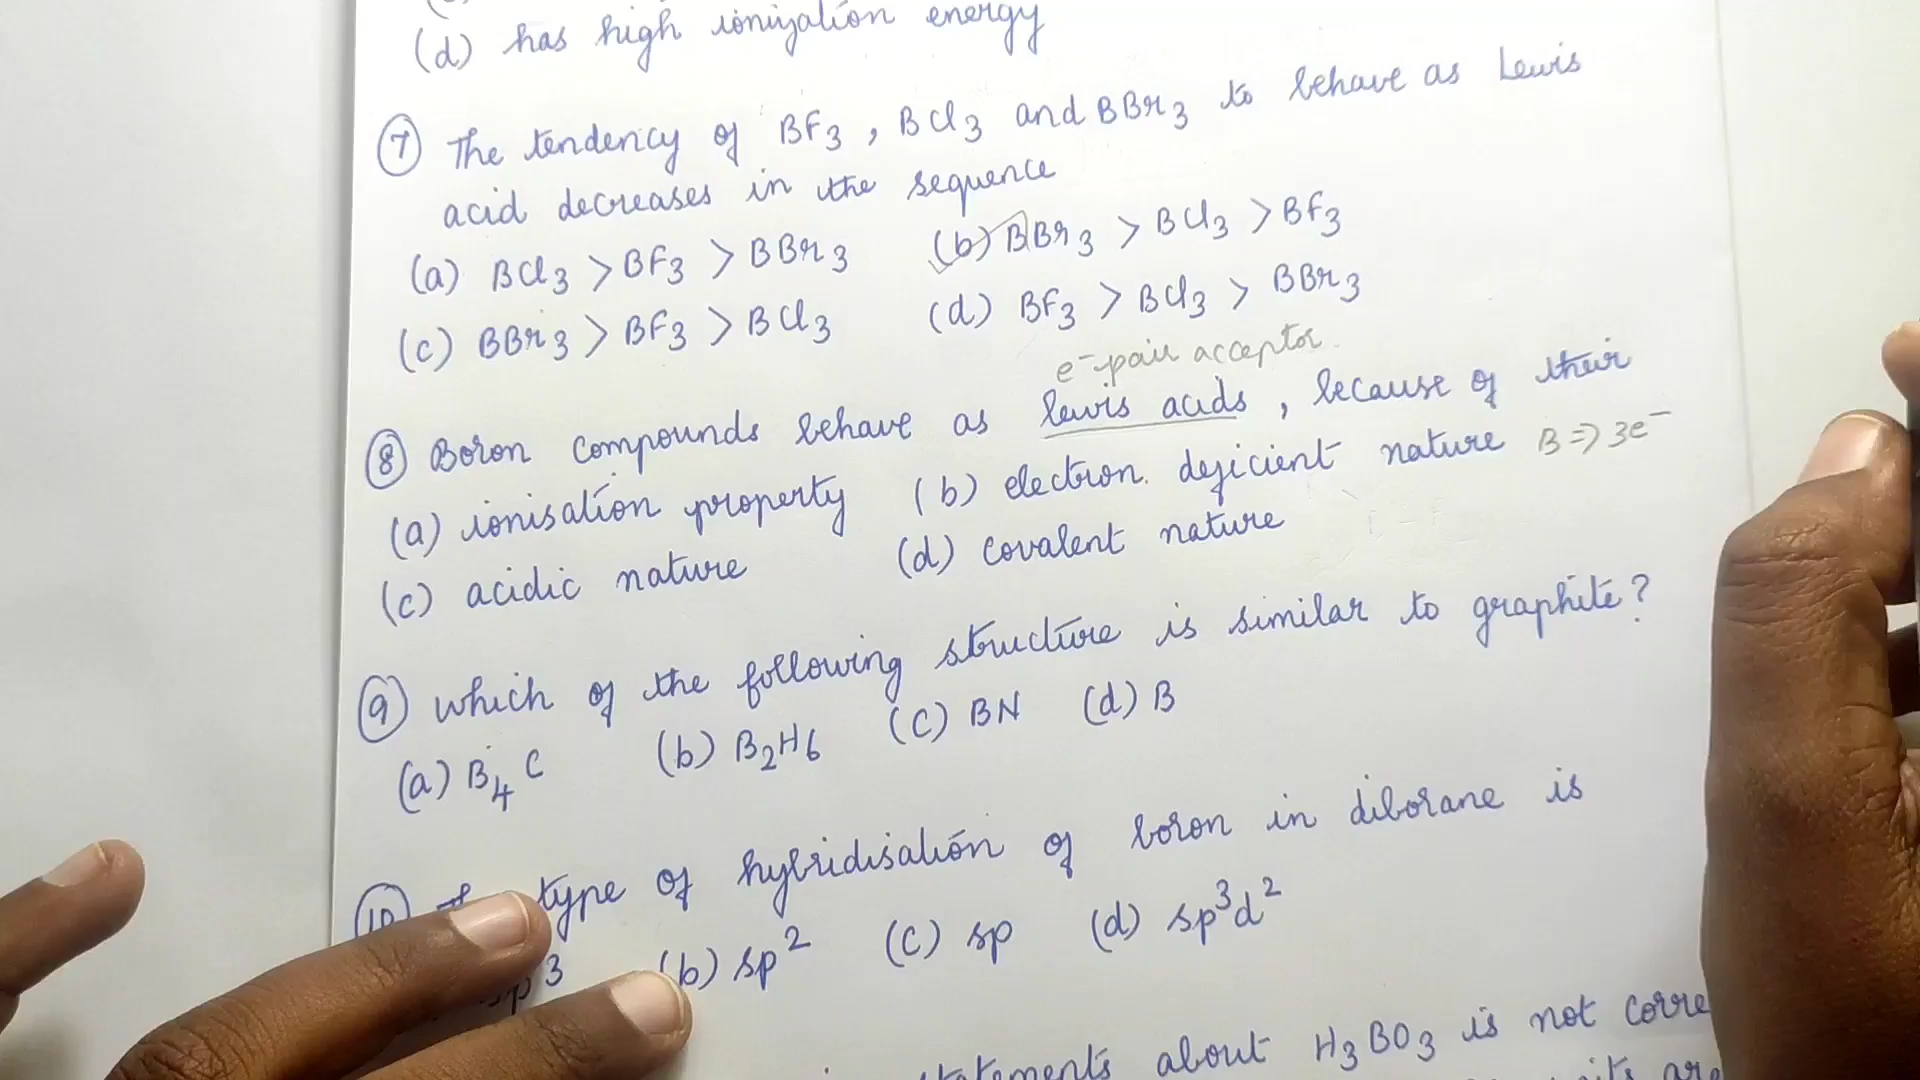 (d) has high ionization energy
(7) The tendency of BF3, BCl3 and BBr3 to behave as Lewis
acid decreases in the sequence
(a) BCl3 > BF3 > BBr3 (b) BBr3 > BCl3 > BF3
(c) BBr3 > BF3 > BCl3 (d) BF3 > BCl3 > BBr3
e⁻ pair acceptor.
(8) Boron compounds behave as lewis acids, because of their
(a) ionisation property (b) electron. deficient nature B => 3e⁻
(c) acidic nature (d) covalent nature
(9) which of the following structure is similar to graphite?
(a) B4C (b) B2H6 (c) BN (d) B
(10) type of hybridisation of boron in diborane is
sp³ (b) sp² (c) sp (d) sp³d²
statements about H3BO3 is not corre